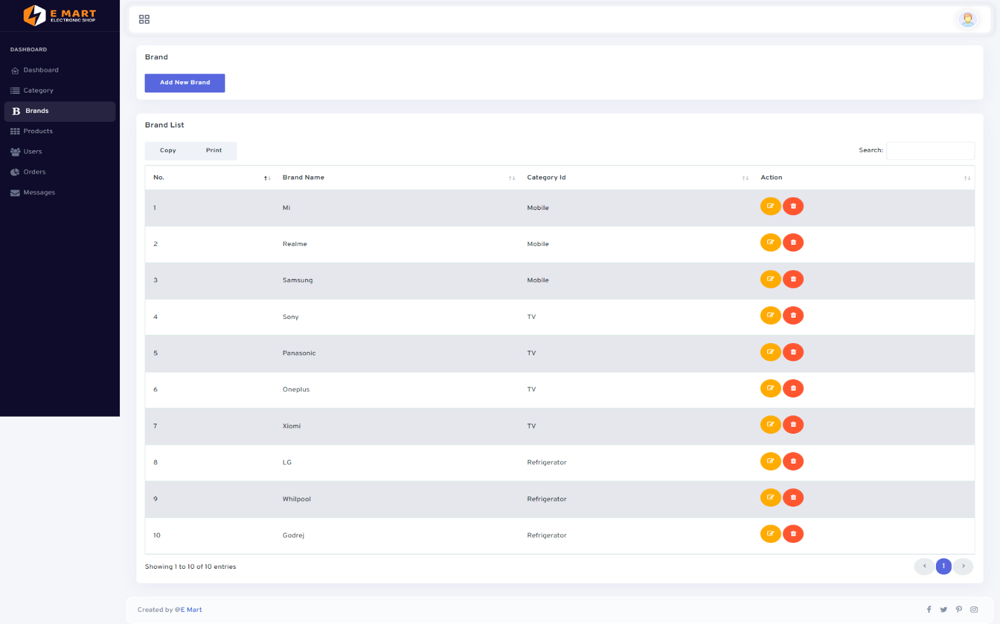 E MART
ELECTRONIC SHOP
DASHBOARD
Dashboard
Category
B Brands
Products
Users
Orders
Messages
Brand
Add New Brand
Brand List
Copy Print Search:
No. Brand Name Category Id Action
1 Mi Mobile
2 Realme Mobile
3 Samsung Mobile
4 Sony TV
5 Panasonic TV
6 Oneplus TV
7 Xiomi TV
8 LG Refrigerator
9 Whilpool Refrigerator
10 Godrej Refrigerator
Showing 1 to 10 of 10 entries < 1 >
Created by @E Mart